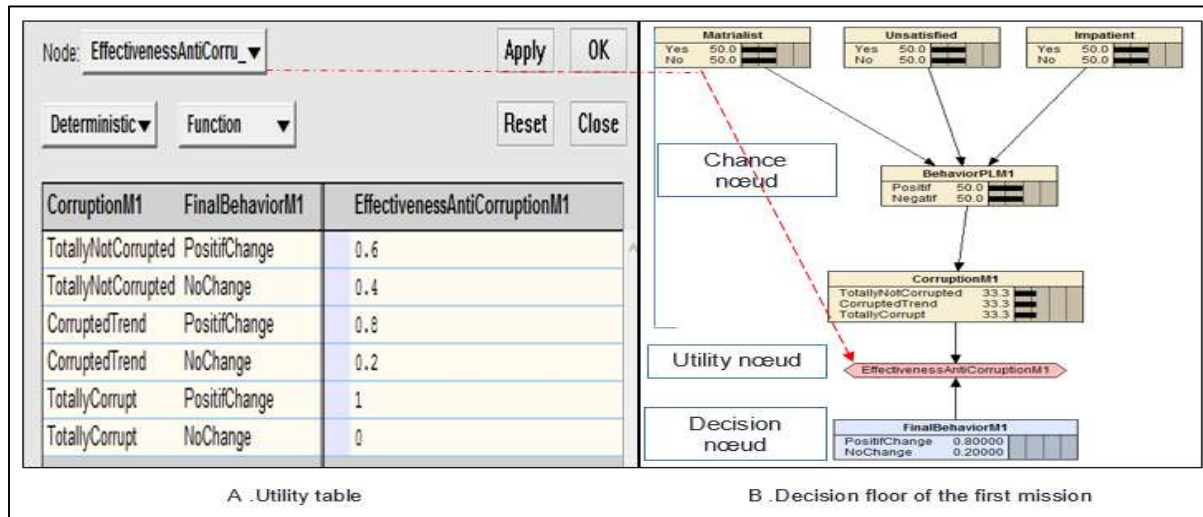 Node: EffectivenessAntiCorru_ ▼ Apply OK
Deterministic ▼ Function ▼ Reset Close
CorruptionM1 FinalBehaviorM1 EffectivenessAntiCorruptionM1
TotallyNotCorrupted PositifChange 0.6
TotallyNotCorrupted NoChange 0.4
CorruptedTrend PositifChange 0.8
CorruptedTrend NoChange 0.2
TotallyCorrupt PositifChange 1
TotallyCorrupt NoChange 0
A .Utility table
Matrialist
Yes 50.0
No 50.0
Unsatisfied
Yes 50.0
No 50.0
Impatient
Yes 50.0
No 50.0
Chance
nœud
BehaviorPLM1
Positif 50.0
Negatif 50.0
CorruptionM1
TotallyNotCorrupted 33.3
CorruptedTrend 33.3
TotallyCorrupt 33.3
Utility nœud
EffectivenessAntiCorruptionM1
Decision
nœud
FinalBehaviorM1
PositifChange 0.80000
NoChange 0.20000
B .Decision floor of the first mission